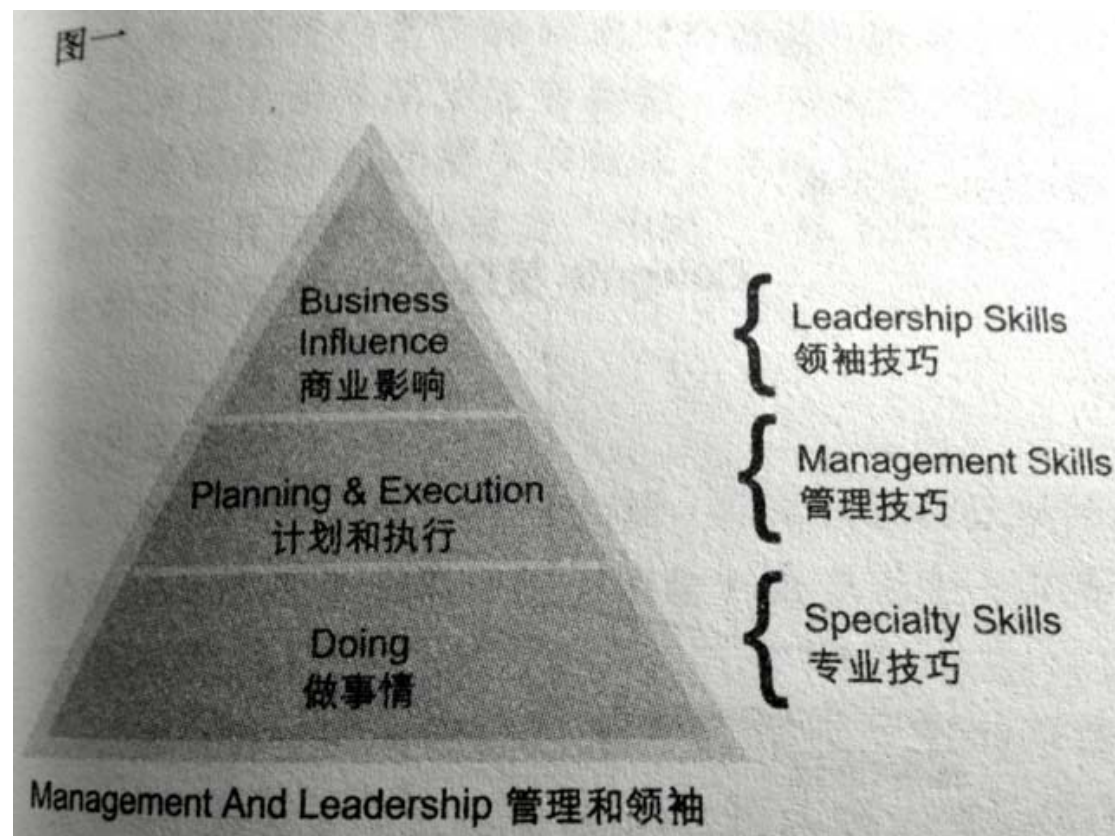 图一
Business
Influence
商业影响
Leadership Skills
领袖技巧
Planning & Execution
计划和执行
Management Skills
管理技巧
Doing
做事情
Specialty Skills
专业技巧
Management And Leadership 管理和领袖